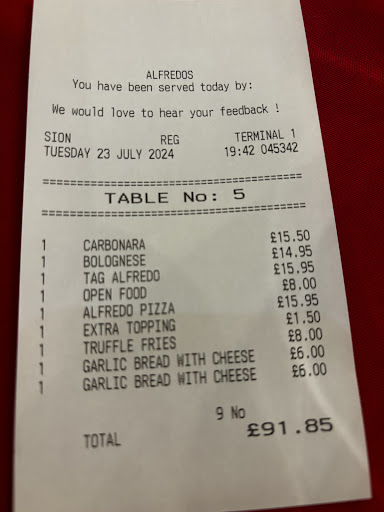 ALFREDOS
You have been served today by:
We would love to hear your feedback !
SION REG TERMINAL 1
TUESDAY 23 JULY 2024 19:42 045342
========================================
TABLE No: 5
========================================
1 CARBONARA £15.50
1 BOLOGNESE £14.95
1 TAG ALFREDO £15.95
1 OPEN FOOD £8.00
1 ALFREDO PIZZA £15.95
1 EXTRA TOPPING £1.50
1 TRUFFLE FRIES £8.00
1 GARLIC BREAD WITH CHEESE £6.00
1 GARLIC BREAD WITH CHEESE £6.00
9 No
TOTAL £91.85